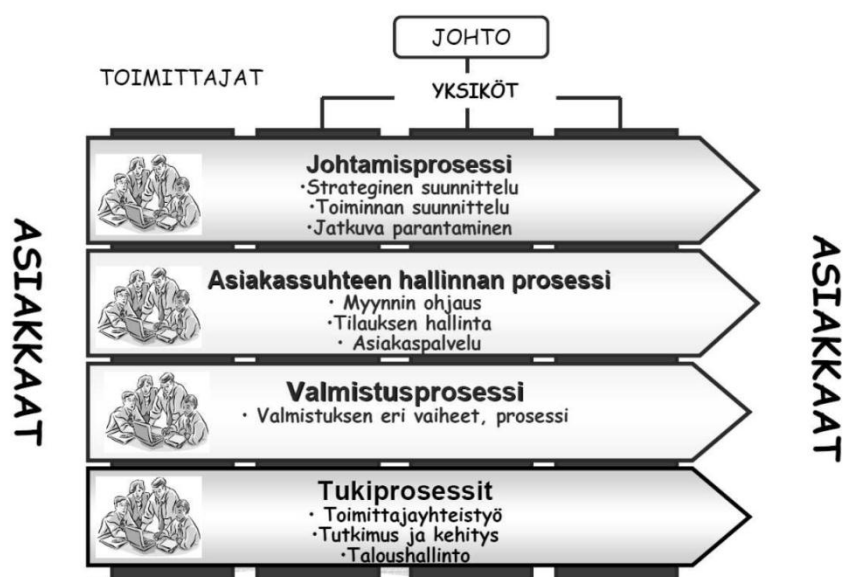 JOHTO
TOIMITTAJAT
YKSIKÖT
ASIAKKAAT
Johtamisprosessi
·Strateginen suunnittelu
·Toiminnan suunnittelu
·Jatkuva parantaminen
Asiakassuhteen hallinnan prosessi
· Myynnin ohjaus
·Tilauksen hallinta
· Asiakaspalvelu
Valmistusprosessi
· Valmistuksen eri vaiheet, prosessi
Tukiprosessit
· Toimittajayhteistyö
·Tutkimus ja kehitys
·Taloushallinto
ASIAKKAAT